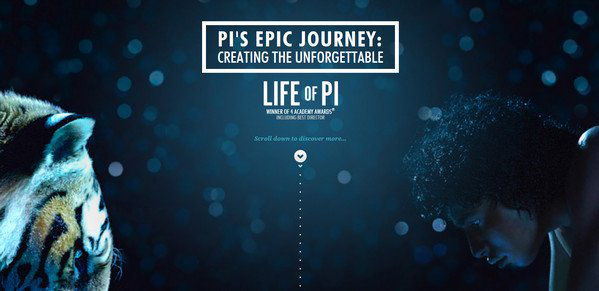 PI'S EPIC JOURNEY:
CREATING THE UNFORGETTABLE
LIFE OF PI
WINNER OF 4 ACADEMY AWARDS®
INCLUDING BEST DIRECTOR
Scroll down to discover more...